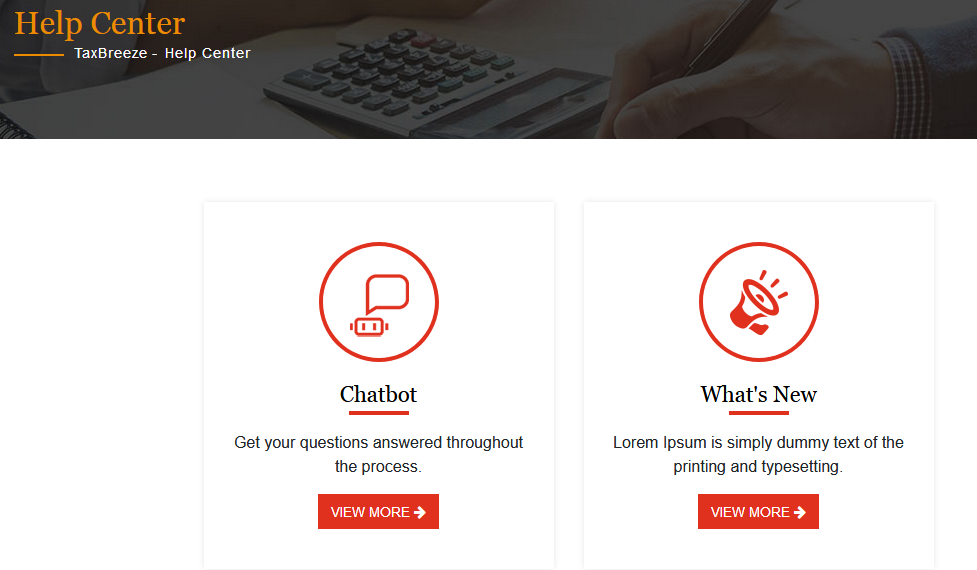 Help Center
TaxBreeze - Help Center
Chatbot
Get your questions answered throughout
the process.
VIEW MORE
What's New
Lorem Ipsum is simply dummy text of the
printing and typesetting.
VIEW MORE